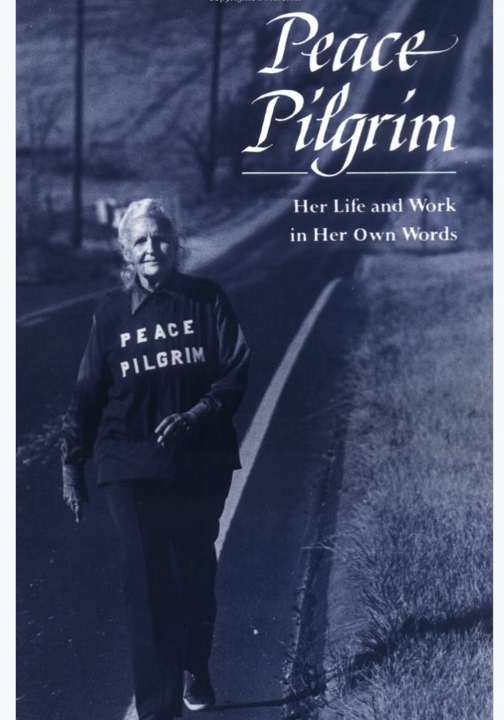 Peace
Pilgrim
Her Life and Work
in Her Own Words
PEACE
PILGRIM